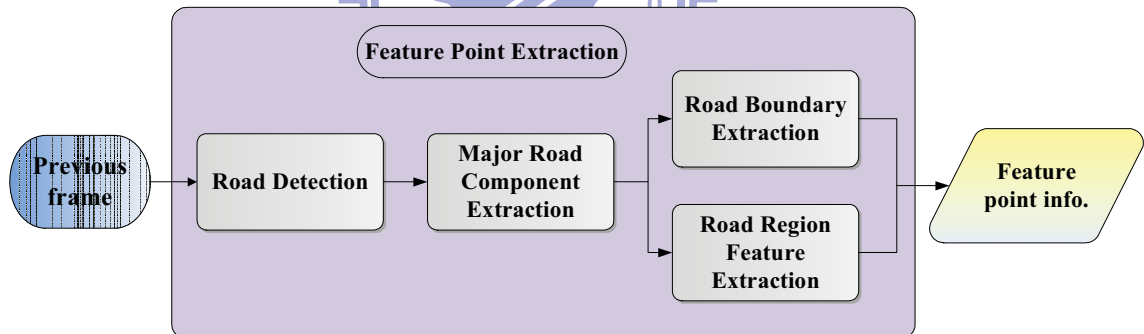 Feature Point Extraction
Previous
frame
Road Detection
Major Road
Component
Extraction
Road Boundary
Extraction
Road Region
Feature
Extraction
Feature
point info.